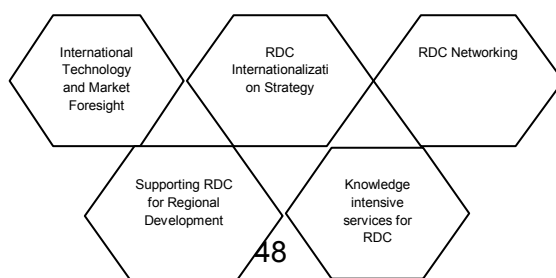 International
Technology
and Market
Foresight
RDC
Internationalizati
on Strategy
RDC Networking
Supporting RDC
for Regional
Development
Knowledge
intensive
services for
RDC
48